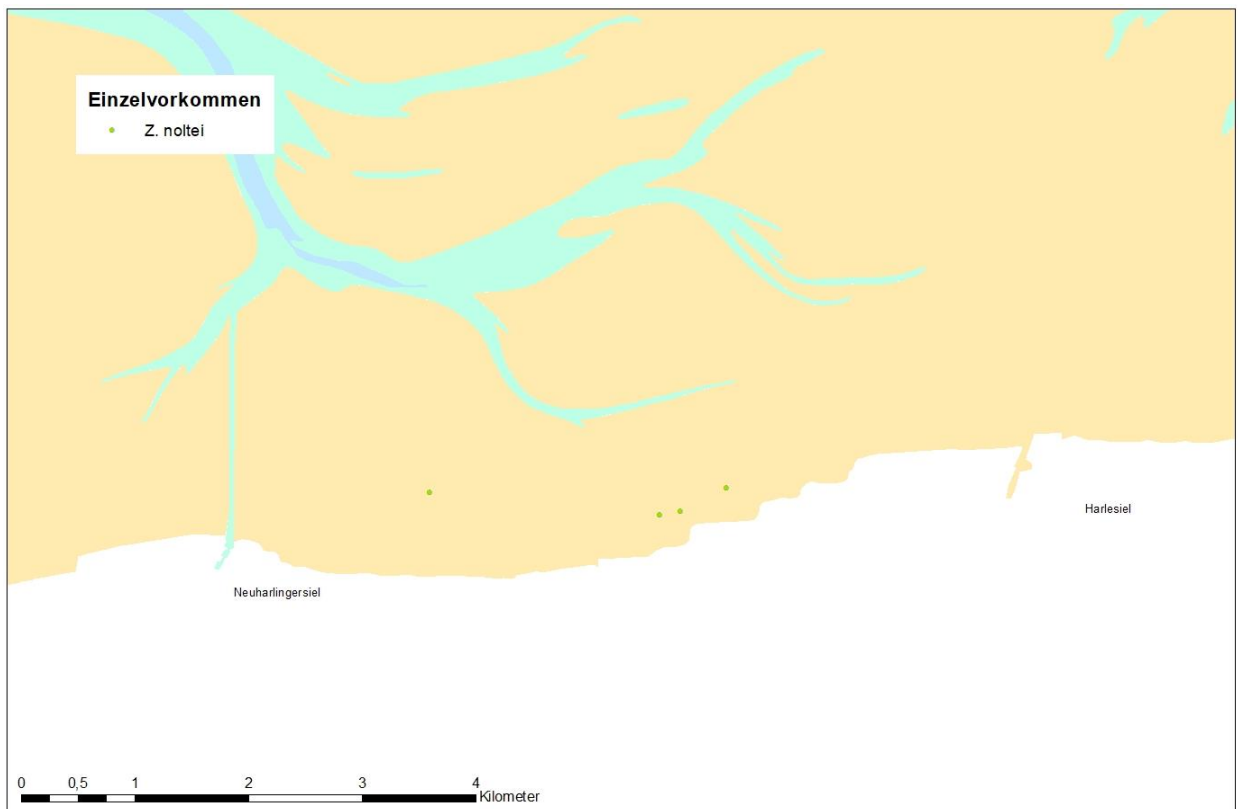 Einzelvorkommen
Z. noltei
Harlesiel
Neuharlingersiel
0 0,5 1 2 3 4
Kilometer